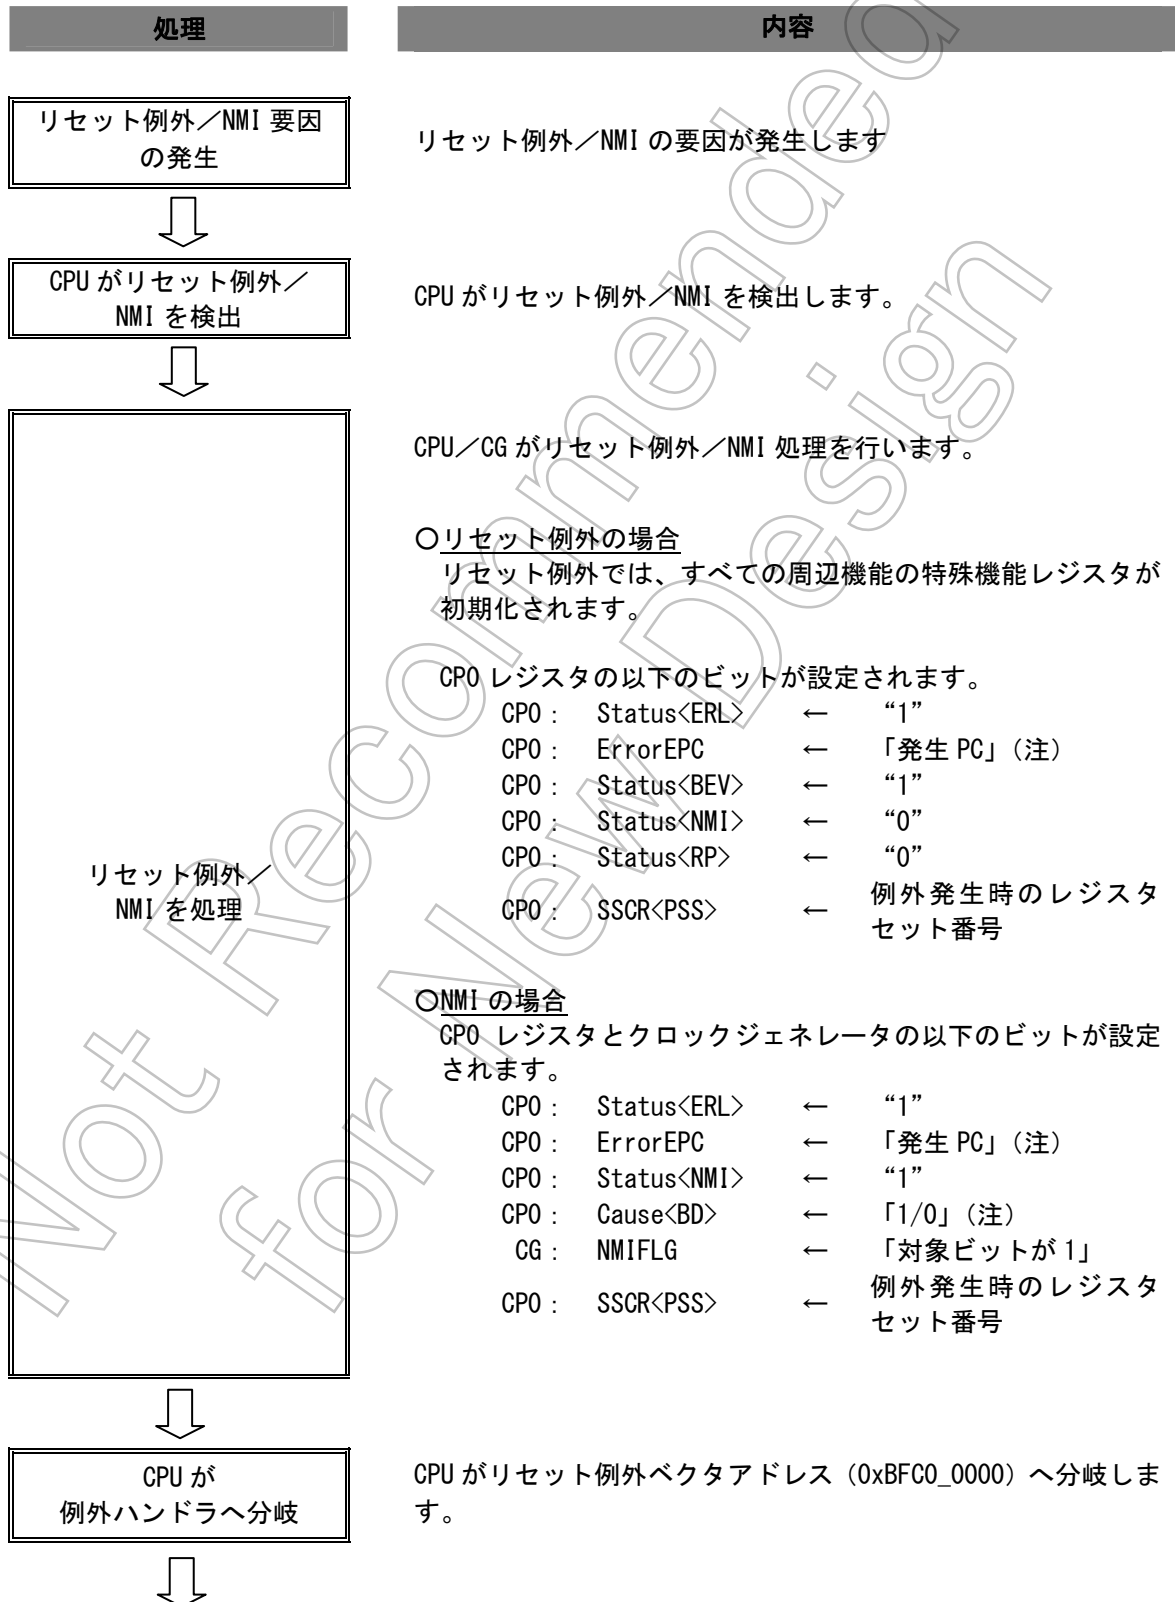 処理
内容
リセット例外／NMI 要因
の発生
リセット例外／NMI の要因が発生します
CPU がリセット例外／
NMI を検出
CPU がリセット例外／NMI を検出します。
CPU／CG がリセット例外／NMI 処理を行います。
○リセット例外の場合
リセット例外では、すべての周辺機能の特殊機能レジスタが
初期化されます。
CP0 レジスタの以下のビットが設定されます。
CP0： Status<ERL> ← “1”
CP0： ErrorEPC ← 「発生 PC」（注）
CP0： Status<BEV> ← “1”
CP0： Status<NMI> ← “0”
CP0： Status<RP> ← “0”
CP0： SSCR<PSS> ← 例外発生時のレジスタ
セット番号
リセット例外／
NMI を処理
○NMI の場合
CP0 レジスタとクロックジェネレータの以下のビットが設定
されます。
CP0： Status<ERL> ← “1”
CP0： ErrorEPC ← 「発生 PC」（注）
CP0： Status<NMI> ← “1”
CP0： Cause<BD> ← 「1/0」（注）
CG： NMIFLG ← 「対象ビットが 1」
CP0： SSCR<PSS> ← 例外発生時のレジスタ
セット番号
CPU が
例外ハンドラへ分岐
CPU がリセット例外ベクタアドレス（0xBFC0_0000）へ分岐しま
す。
Not Recommended
for New Design